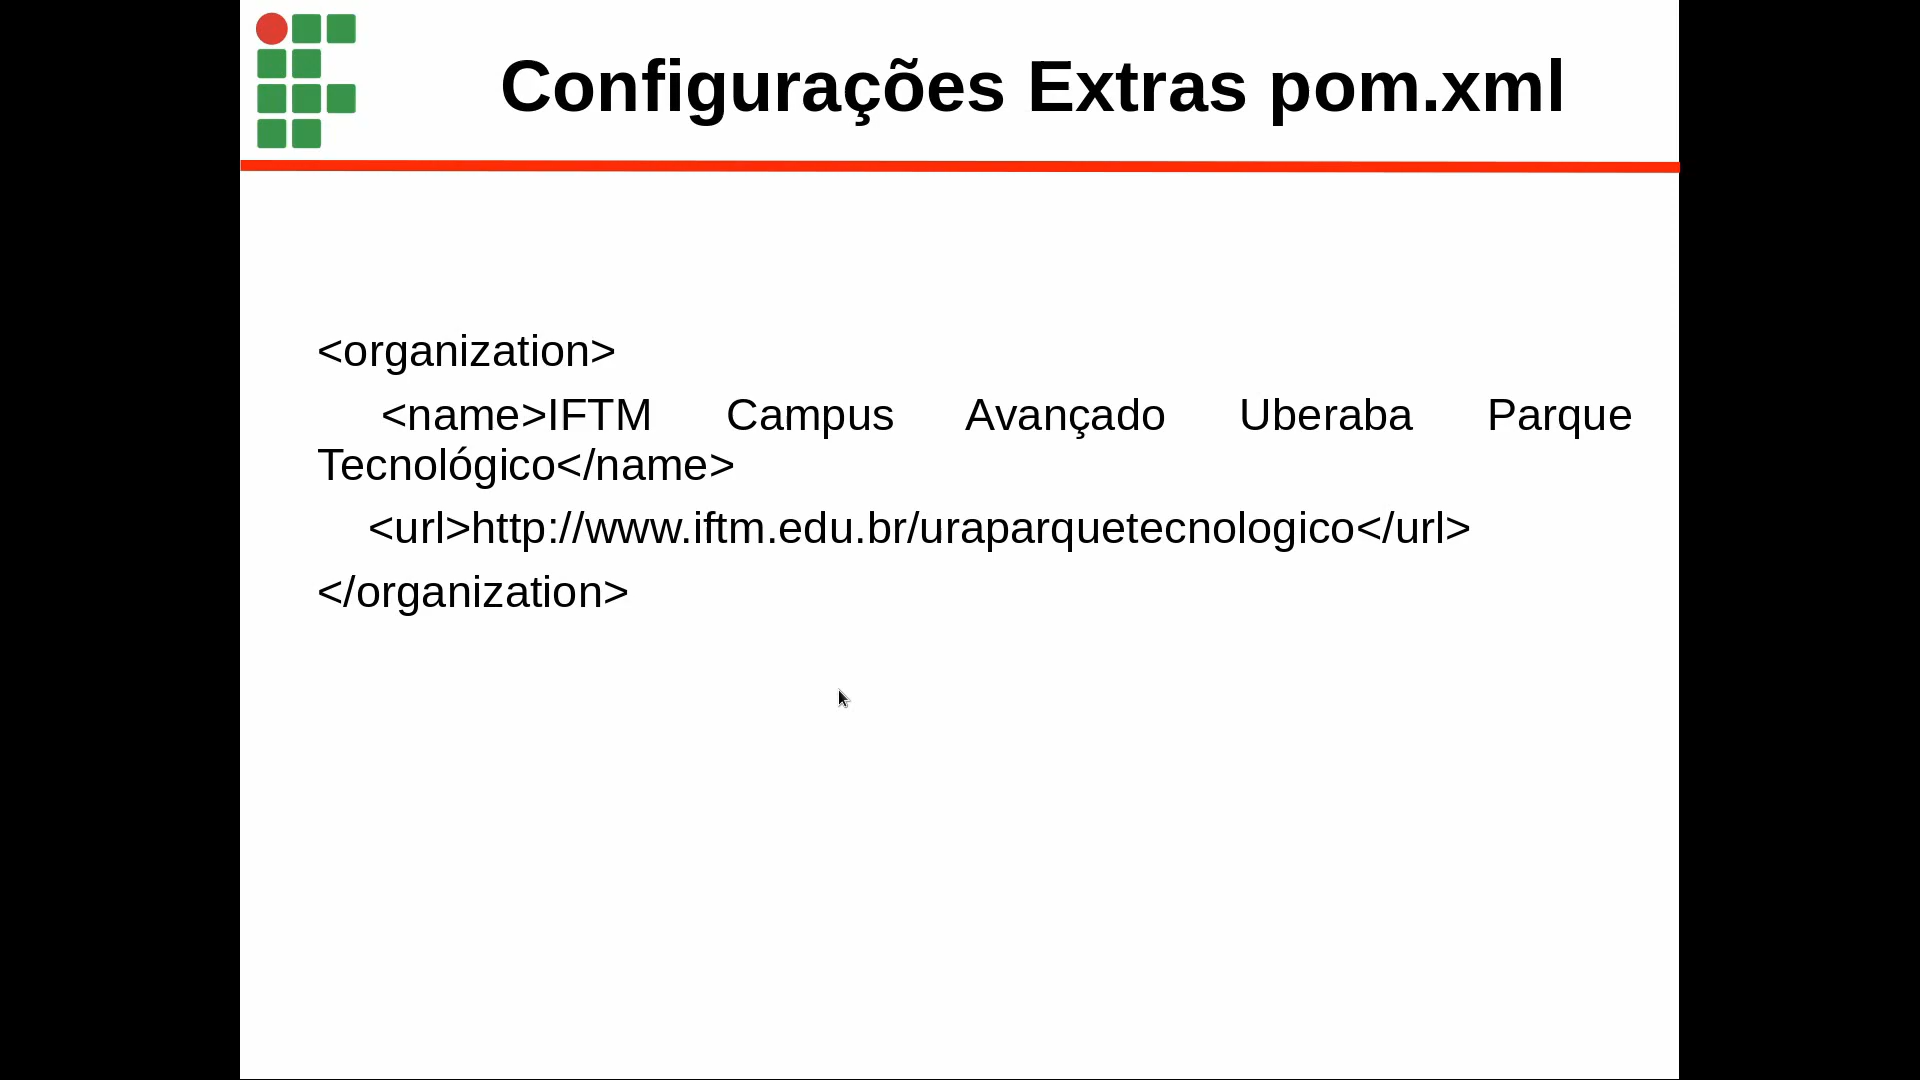 Configurações Extras pom.xml
<organization>
<name>IFTM Campus Avançado Uberaba Parque
Tecnológico</name>
<url>http://www.iftm.edu.br/uraparquetecnologico</url>
</organization>